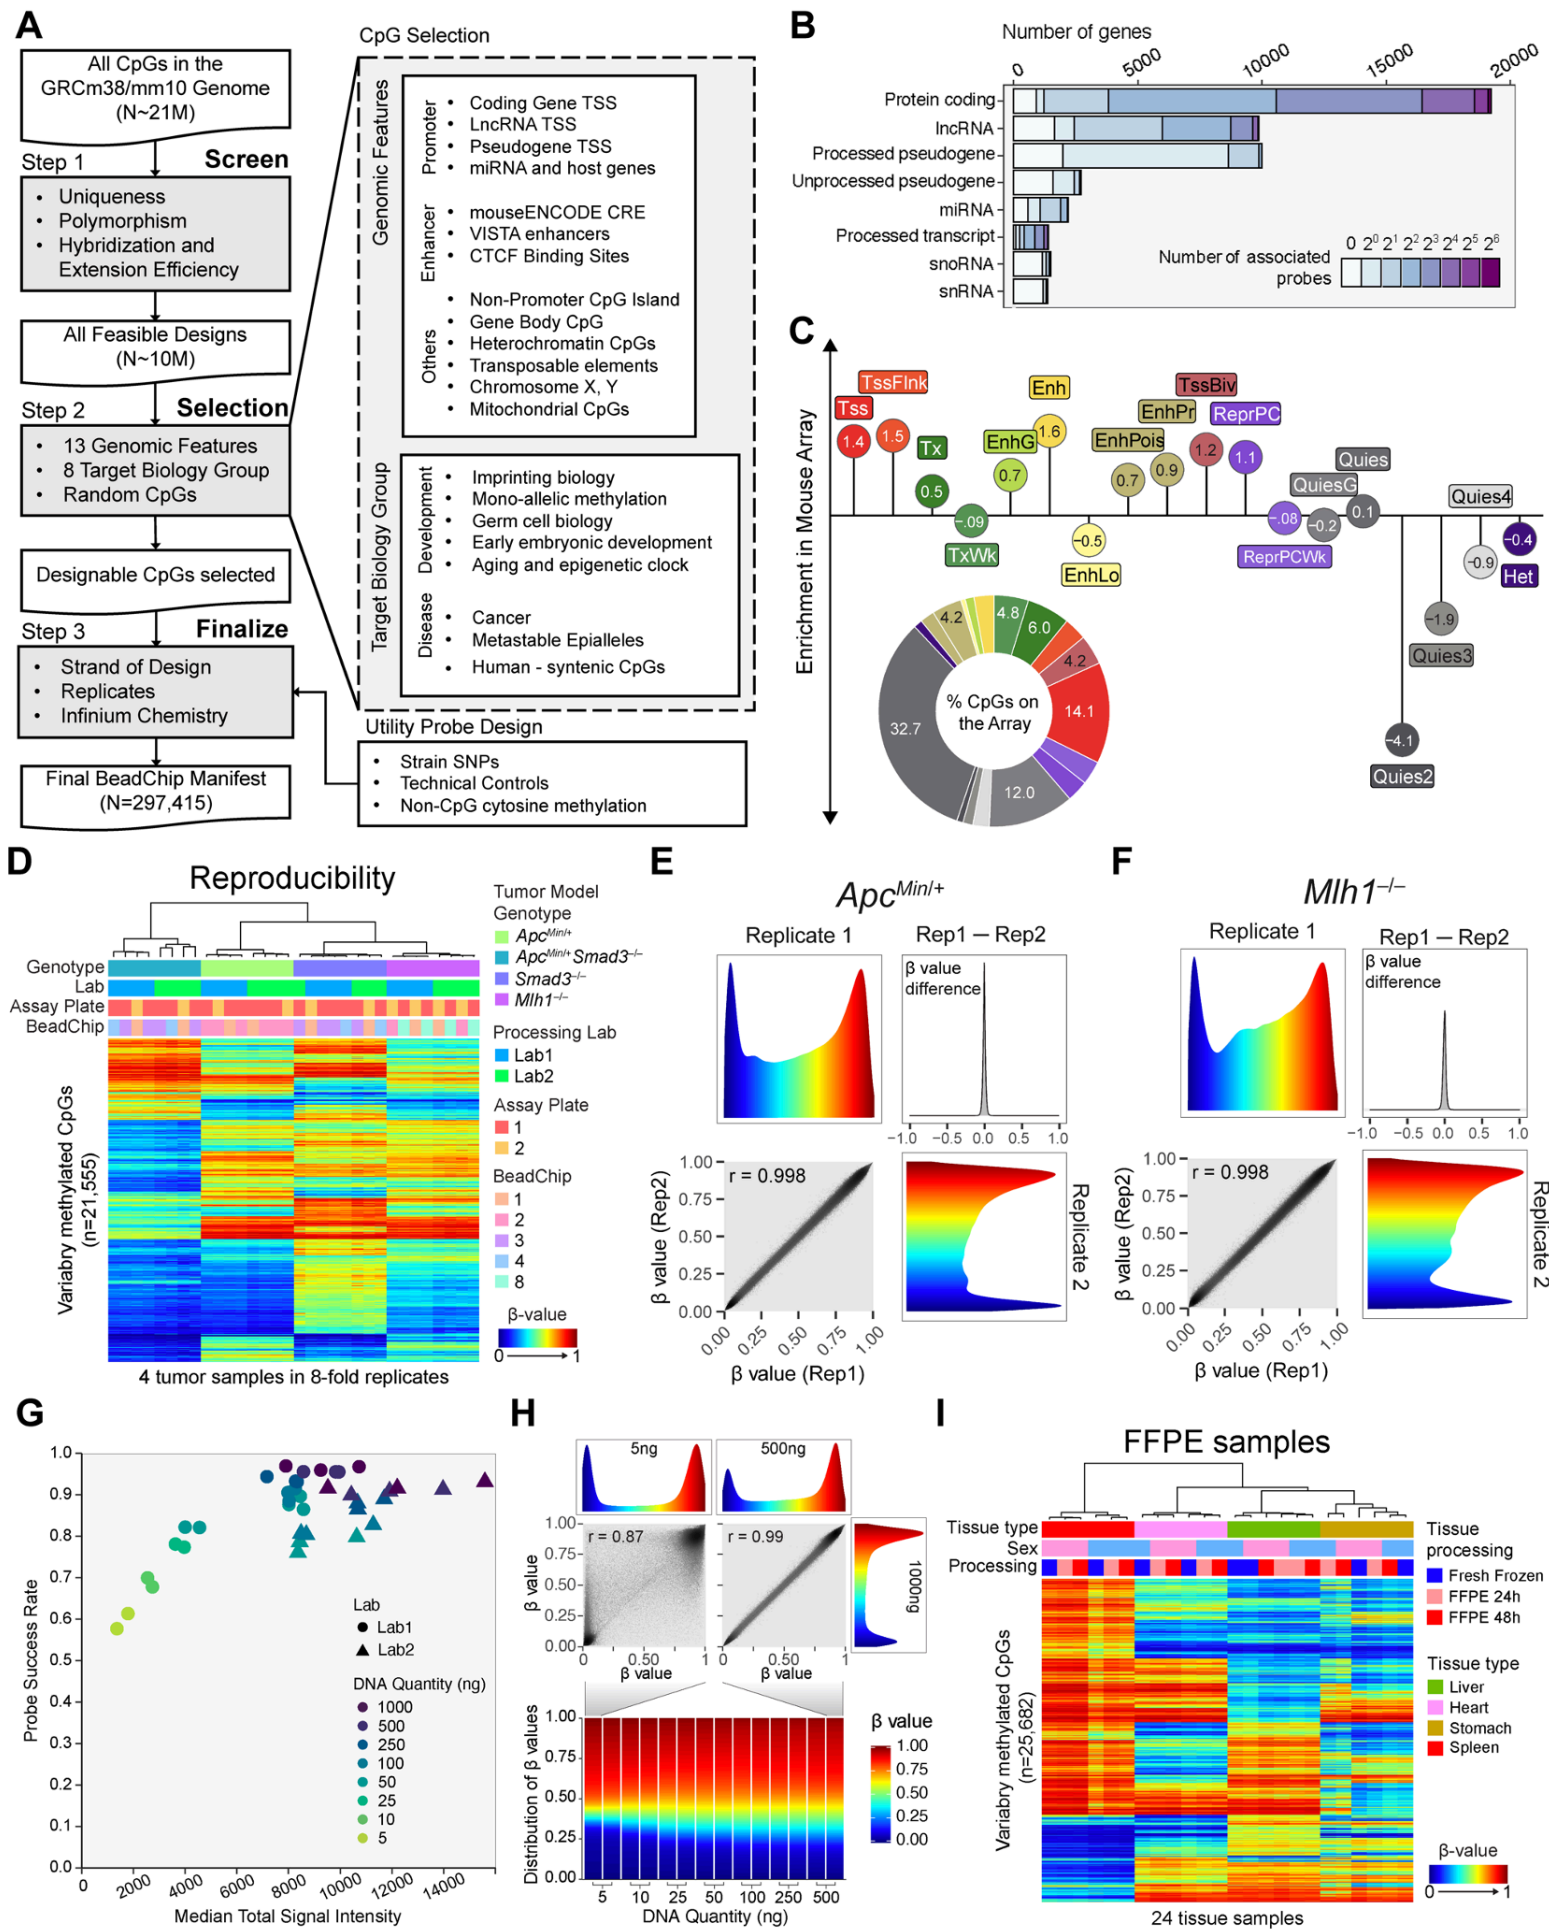 A
All CpGs in the
GRCm38/mm10 Genome
(N~21M)
Step 1
Screen
• Uniqueness
• Polymorphism
• Hybridization and
Extension Efficiency
All Feasible Designs
(N~10M)
Step 2
Selection
• 13 Genomic Features
• 8 Target Biology Group
• Random CpGs
Designable CpGs selected
Step 3
Finalize
• Strand of Design
• Replicates
• Infinium Chemistry
Final BeadChip Manifest
(N=297,415)
CpG Selection
Genomic Features
Promoter
• Coding Gene TSS
• LncRNA TSS
• Pseudogene TSS
• miRNA and host genes
Enhancer
• mouseENCODE CRE
• VISTA enhancers
• CTCF Binding Sites
Others
• Non-Promoter CpG Island
• Gene Body CpG
• Heterochromatin CpGs
• Transposable elements
• Chromosome X, Y
• Mitochondrial CpGs
Target Biology Group
Development
• Imprinting biology
• Mono-allelic methylation
• Germ cell biology
• Early embryonic development
• Aging and epigenetic clock
Disease
• Cancer
• Metastable Epialleles
• Human - syntenic CpGs
Utility Probe Design
• Strain SNPs
• Technical Controls
• Non-CpG cytosine methylation
B
Number of genes
0 5000 10000 15000 20000
Protein coding
lncRNA
Processed pseudogene
Unprocessed pseudogene
miRNA
Processed transcript
snoRNA
snRNA
0 2⁰ 2¹ 2² 2³ 2⁴ 2⁵ 2⁶
Number of associated
probes
C
Enrichment in Mouse Array
Tss 1.4
TssFlnk 1.5
Tx 0.5
TxWk −.09
EnhG 0.7
Enh 1.6
EnhLo −0.5
EnhPois 0.7
EnhPr 0.9
TssBiv 1.2
ReprPC 1.1
ReprPCWk −.08
QuiesG −0.2
Quies 0.1
Quies2 −4.1
Quies3 −1.9
Quies4 −0.9
Het −0.4
% CpGs on
the Array
4.8
6.0
4.2
14.1
12.0
32.7
4.2
D
Reproducibility
Genotype
Lab
Assay Plate
BeadChip
Variabry methylated CpGs
(n=21,555)
4 tumor samples in 8-fold replicates
Tumor Model
Genotype
Apc^Min/+
Apc^Min/+ Smad3^–/–
Smad3^–/–
Mlh1^–/–
Processing Lab
Lab1
Lab2
Assay Plate
1
2
BeadChip
1
2
3
4
8
β-value
0 1
E
Apc^Min/+
Replicate 1
Rep1 — Rep2
β value
difference
−1.0 −0.5 0.0 0.5 1.0
r = 0.998
β value (Rep2)
1.00
0.75
0.50
0.25
0.00
0.00 0.25 0.50 0.75 1.00
β value (Rep1)
Replicate 2
F
Mlh1^–/–
Replicate 1
Rep1 — Rep2
β value
difference
−1.0 −0.5 0.0 0.5 1.0
r = 0.998
β value (Rep2)
1.00
0.75
0.50
0.25
0.00
0.00 0.25 0.50 0.75 1.00
β value (Rep1)
Replicate 2
G
Probe Success Rate
1.0
0.9
0.8
0.7
0.6
0.5
0.4
0.3
0.2
0.1
0.0
0 2000 4000 6000 8000 10000 12000 14000
Median Total Signal Intensity
Lab
Lab1
Lab2
DNA Quantity (ng)
1000
500
250
100
50
25
10
5
H
5ng
500ng
1000ng
r = 0.87
r = 0.99
β value
1.00
0.75
0.50
0.25
0.00
0 0.50 1
β value
0 0.50 1
β value
Distribution of β values
1.00
0.75
0.50
0.25
0.00
5 10 25 50 100 250 500
DNA Quantity (ng)
β value
1.00
0.75
0.50
0.25
0.00
I
FFPE samples
Tissue type
Sex
Processing
Variabry methylated CpGs
(n=25,682)
24 tissue samples
Tissue
processing
Fresh Frozen
FFPE 24h
FFPE 48h
Tissue type
Liver
Heart
Stomach
Spleen
β-value
0 1